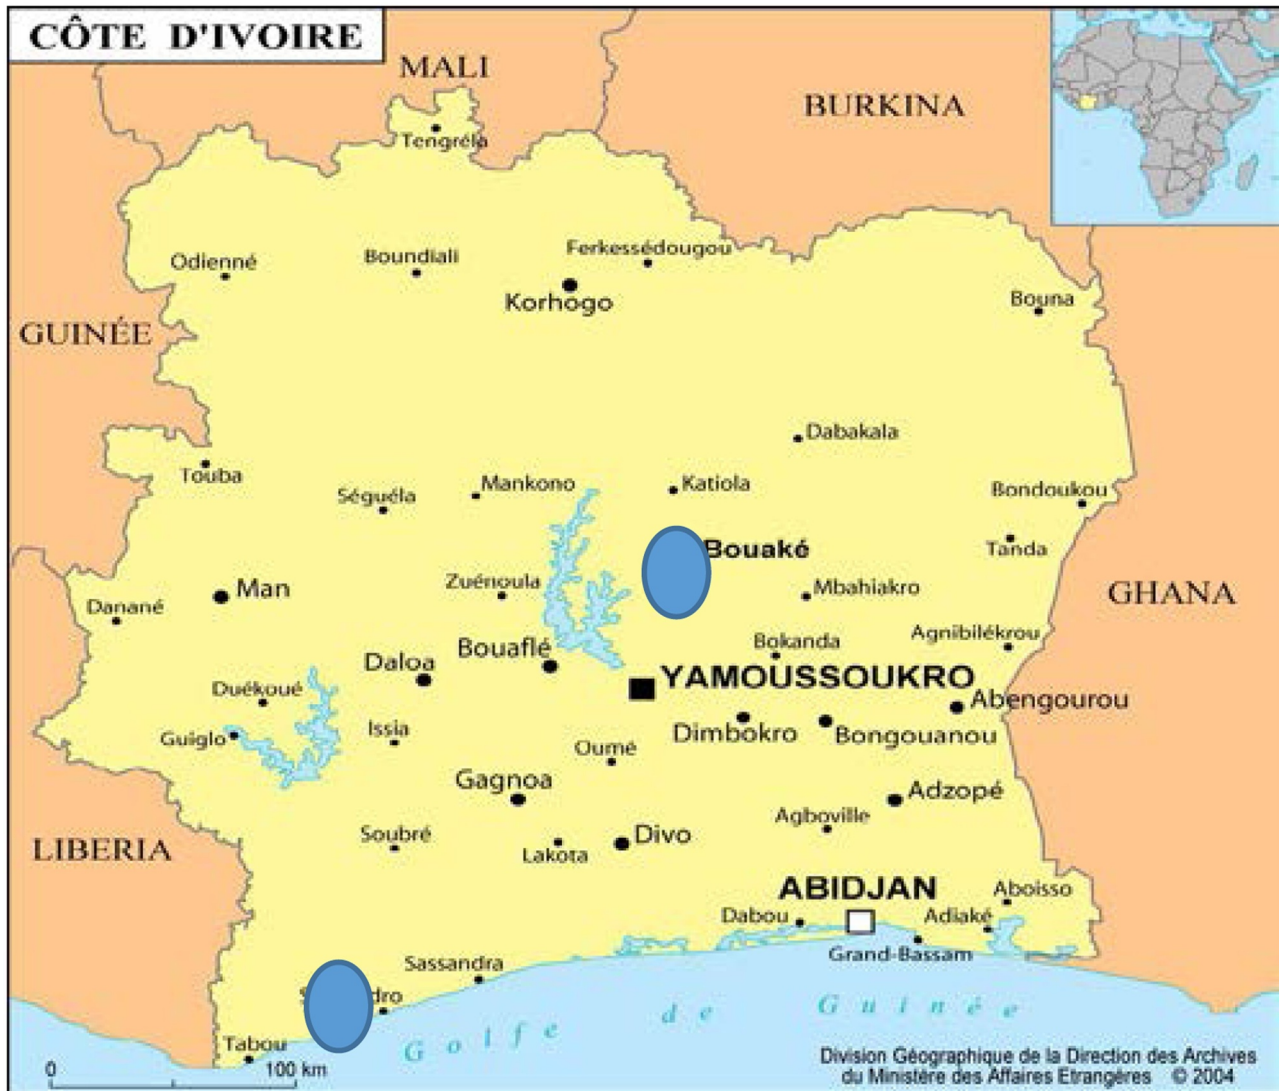 CÔTE D'IVOIRE
MALI
BURKINA
Tengréla
Odienné
Boundiali
Ferkessédougou
Korhogo
Bouna
GUINÉE
Dabakala
Touba
Séguéla
Mankono
Katiola
Bondoukou
Bouaké
Tanda
Man
Zuénoula
Mbahiakro
GHANA
Danané
Bokanda
Agnibilékrou
Daloa
Bouaflé
YAMOUSSOUKRO
Duékoué
Abengourou
Guiglo
Issia
Oumé
Dimbokro
Bongouanou
Gagnoa
Adzopé
Agboville
LIBERIA
Soubré
Lakota
Divo
ABIDJAN
Aboisso
Dabou
Adiaké
Grand-Bassam
Sassandra
dro
Golfe de Guinée
Tabou
0 100 km
Division Géographique de la Direction des Archives
du Ministère des Affaires Etrangères © 2004